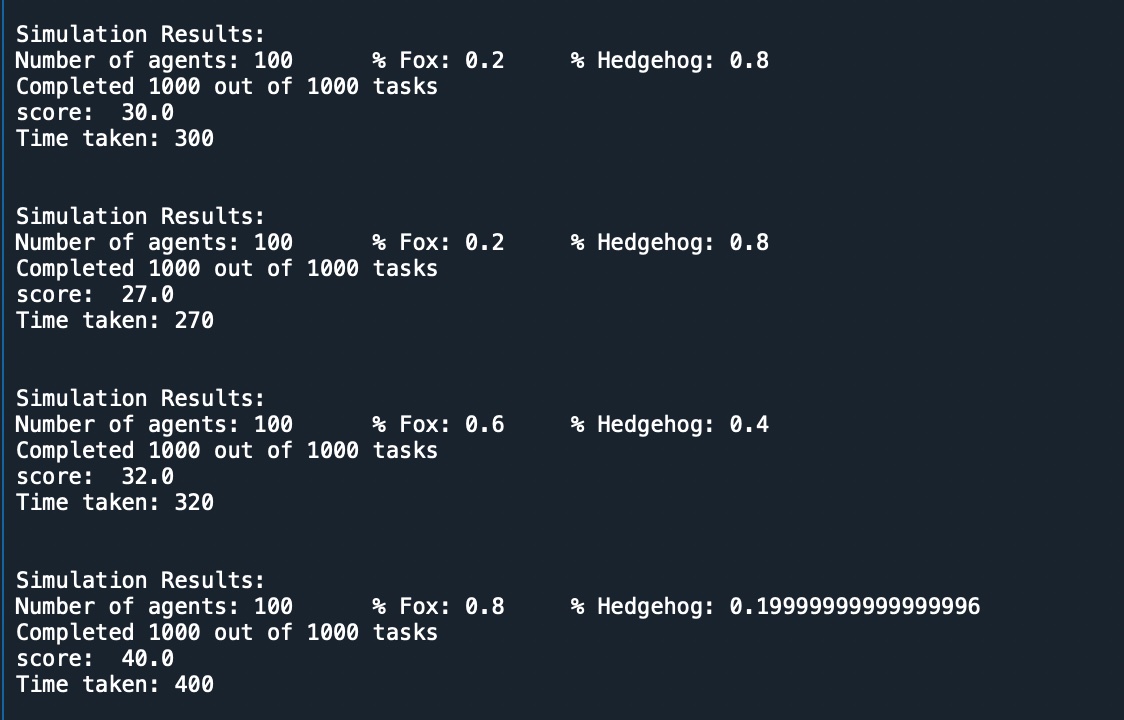 Simulation Results:
Number of agents: 100      % Fox: 0.2     % Hedgehog: 0.8
Completed 1000 out of 1000 tasks
score:  30.0
Time taken: 300
Simulation Results:
Number of agents: 100      % Fox: 0.2     % Hedgehog: 0.8
Completed 1000 out of 1000 tasks
score:  27.0
Time taken: 270
Simulation Results:
Number of agents: 100      % Fox: 0.6     % Hedgehog: 0.4
Completed 1000 out of 1000 tasks
score:  32.0
Time taken: 320
Simulation Results:
Number of agents: 100      % Fox: 0.8     % Hedgehog: 0.19999999999999996
Completed 1000 out of 1000 tasks
score:  40.0
Time taken: 400